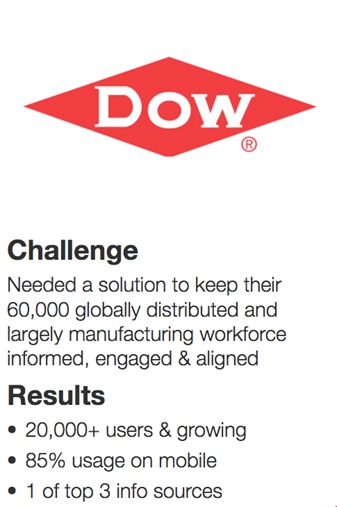 Dow
®
Challenge
Needed a solution to keep their
60,000 globally distributed and
largely manufacturing workforce
informed, engaged & aligned
Results
• 20,000+ users & growing
• 85% usage on mobile
• 1 of top 3 info sources